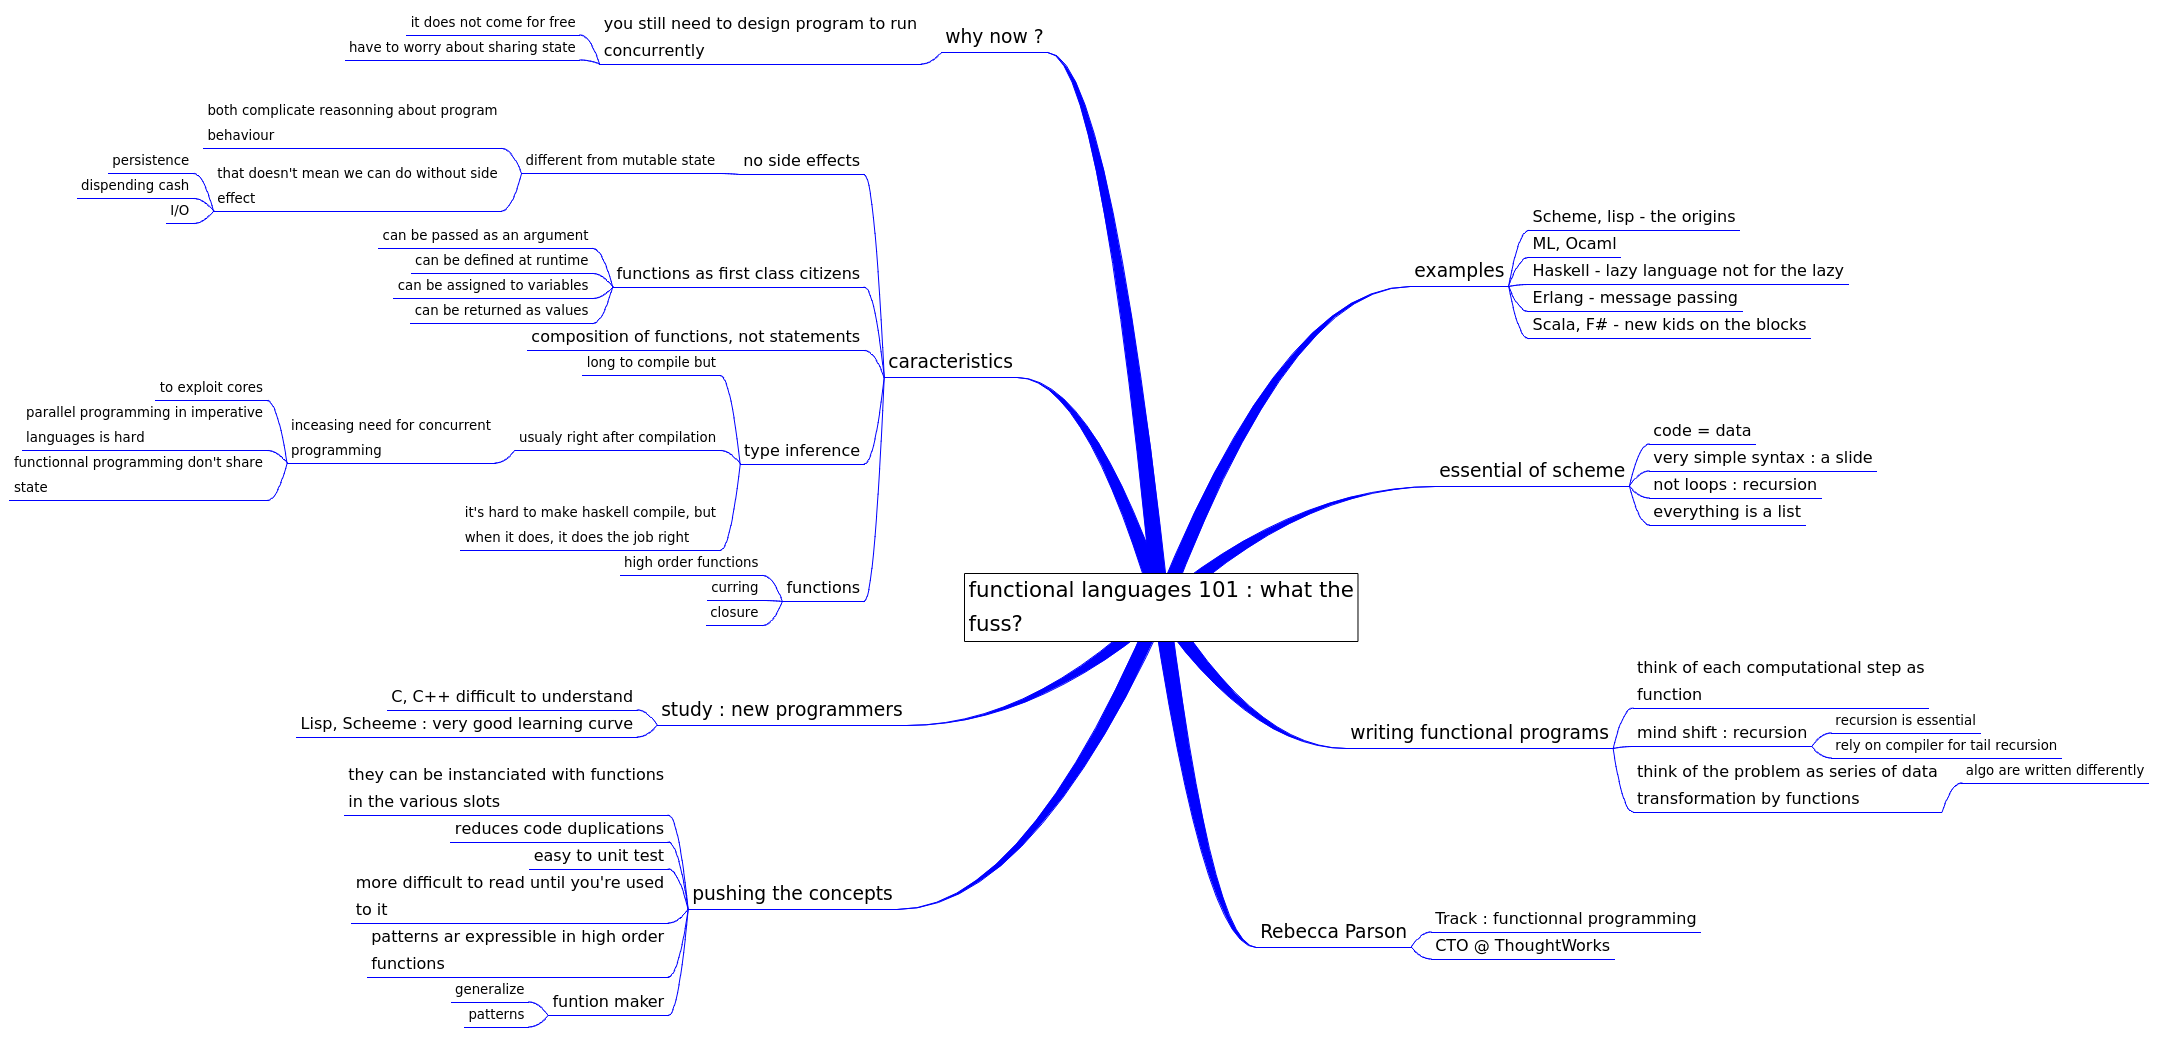 functional languages 101 : what the
fuss?
why now ?
you still need to design program to run
concurrently
it does not come for free
have to worry about sharing state
caracteristics
no side effects
different from mutable state
both complicate reasonning about program
behaviour
that doesn't mean we can do without side
effect
persistence
dispending cash
I/O
functions as first class citizens
can be passed as an argument
can be defined at runtime
can be assigned to variables
can be returned as values
composition of functions, not statements
type inference
long to compile but
usualy right after compilation
inceasing need for concurrent
programming
to exploit cores
parallel programming in imperative
languages is hard
functionnal programming don't share
state
it's hard to make haskell compile, but
when it does, it does the job right
functions
high order functions
curring
closure
study : new programmers
C, C++ difficult to understand
Lisp, Scheeme : very good learning curve
pushing the concepts
they can be instanciated with functions
in the various slots
reduces code duplications
easy to unit test
more difficult to read until you're used
to it
patterns ar expressible in high order
functions
funtion maker
generalize
patterns
examples
Scheme, lisp - the origins
ML, Ocaml
Haskell - lazy language not for the lazy
Erlang - message passing
Scala, F# - new kids on the blocks
essential of scheme
code = data
very simple syntax : a slide
not loops : recursion
everything is a list
writing functional programs
think of each computational step as
function
mind shift : recursion
recursion is essential
rely on compiler for tail recursion
think of the problem as series of data
transformation by functions
algo are written differently
Rebecca Parson
Track : functionnal programming
CTO @ ThoughtWorks